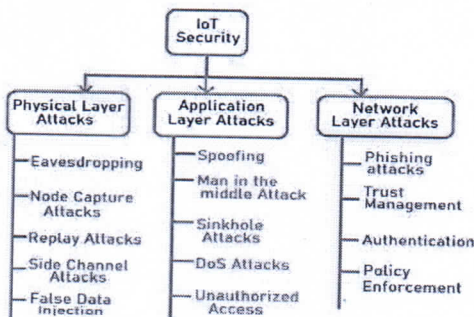 IoT
Security
Physical Layer
Attacks
Eavesdropping
Node Capture
Attacks
Replay Attacks
Side Channel
Attacks
False Data
Injection
Application
Layer Attacks
Spoofing
Man in the
middle Attack
Sinkhole
Attacks
DoS Attacks
Unauthorized
Access
Network
Layer Attacks
Phishing
attacks
Trust
Management
Authentication
Policy
Enforcement